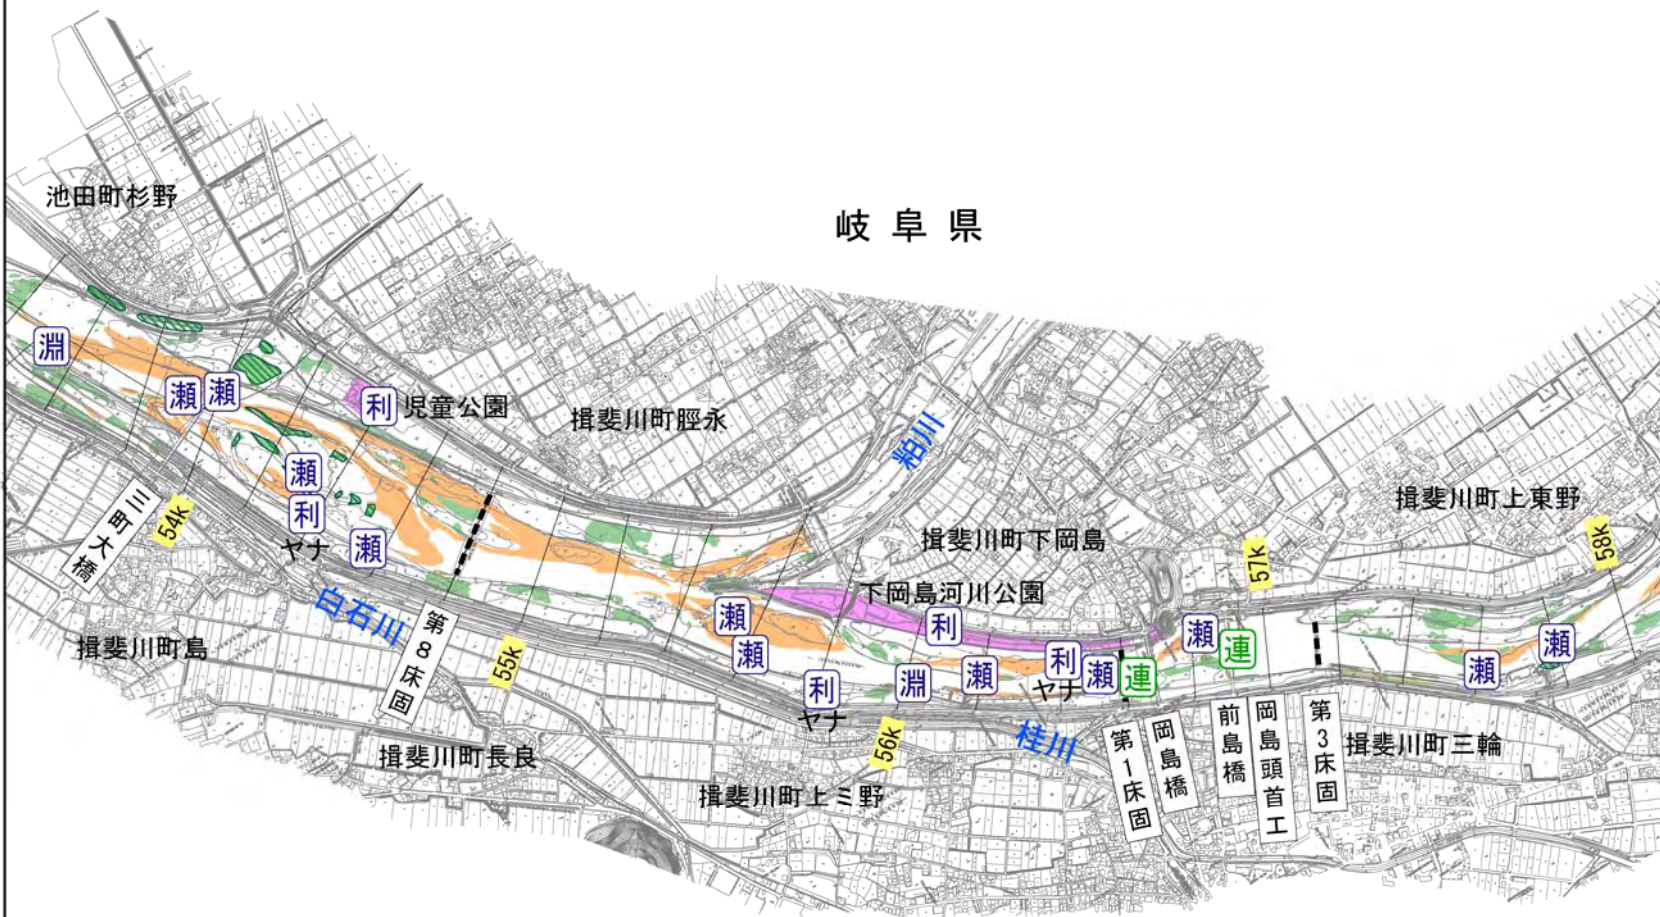 岐阜県
池田町杉野
淵
瀬
瀬
利
児童公園
揖斐川町脛永
粕川
瀬
利
ヤナ
瀬
三町大橋
54k
白石川
第8床固
55k
揖斐川町島
揖斐川町長良
揖斐川町下岡島
下岡島河川公園
瀬
瀬
利
ヤナ
淵
利
瀬
利
ヤナ
瀬
連
瀬
連
56k
桂川
揖斐川町上ミ野
第1床固
岡島橋
前島橋
岡島頭首工
第3床固
57k
揖斐川町上東野
58k
瀬
瀬
揖斐川町三輪